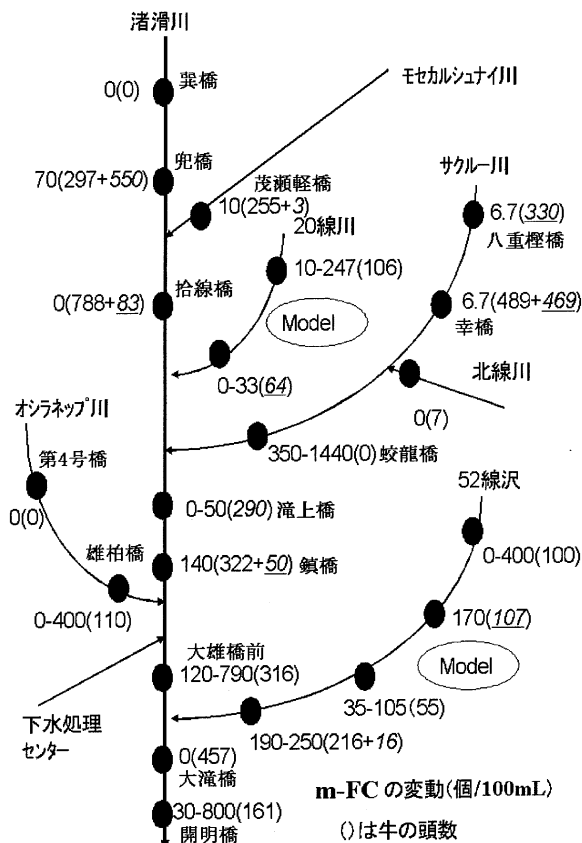 渚滑川
巽橋
0(0)
モセカルシュナイ川
兜橋
70(297+550)
サクルー川
茂瀬軽橋
10(255+3)
6.7(330)
八重樫橋
20線川
10-247(106)
拾線橋
0(788+83)
6.7(489+469)
幸橋
Model
北線川
0-33(64)
0(7)
オシラネップ川
350-1440(0) 蛟龍橋
第4号橋
52線沢
0(0)
0-50(290) 滝上橋
0-400(100)
雄柏橋
140(322+50) 鎮橋
0-400(110)
170(107)
大雄橋前
120-790(316)
Model
35-105(55)
下水処理
センター
190-250(216+16)
0(457)
大滝橋
m-FC の変動(個/100mL)
30-800(161)
開明橋
()は牛の頭数